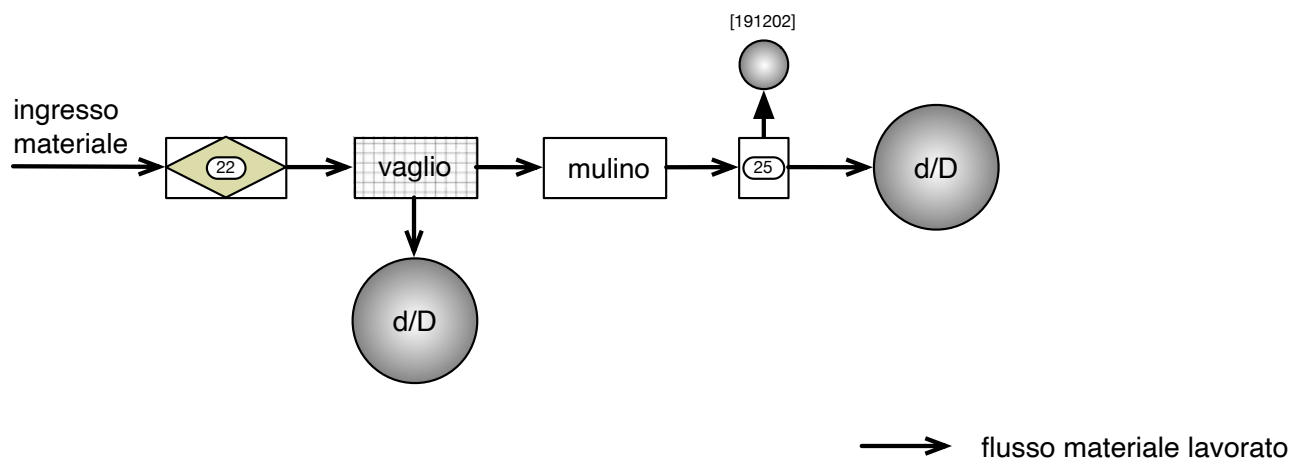 [191202]
ingresso
materiale
22
vaglio
mulino
25
d/D
d/D
flusso materiale lavorato